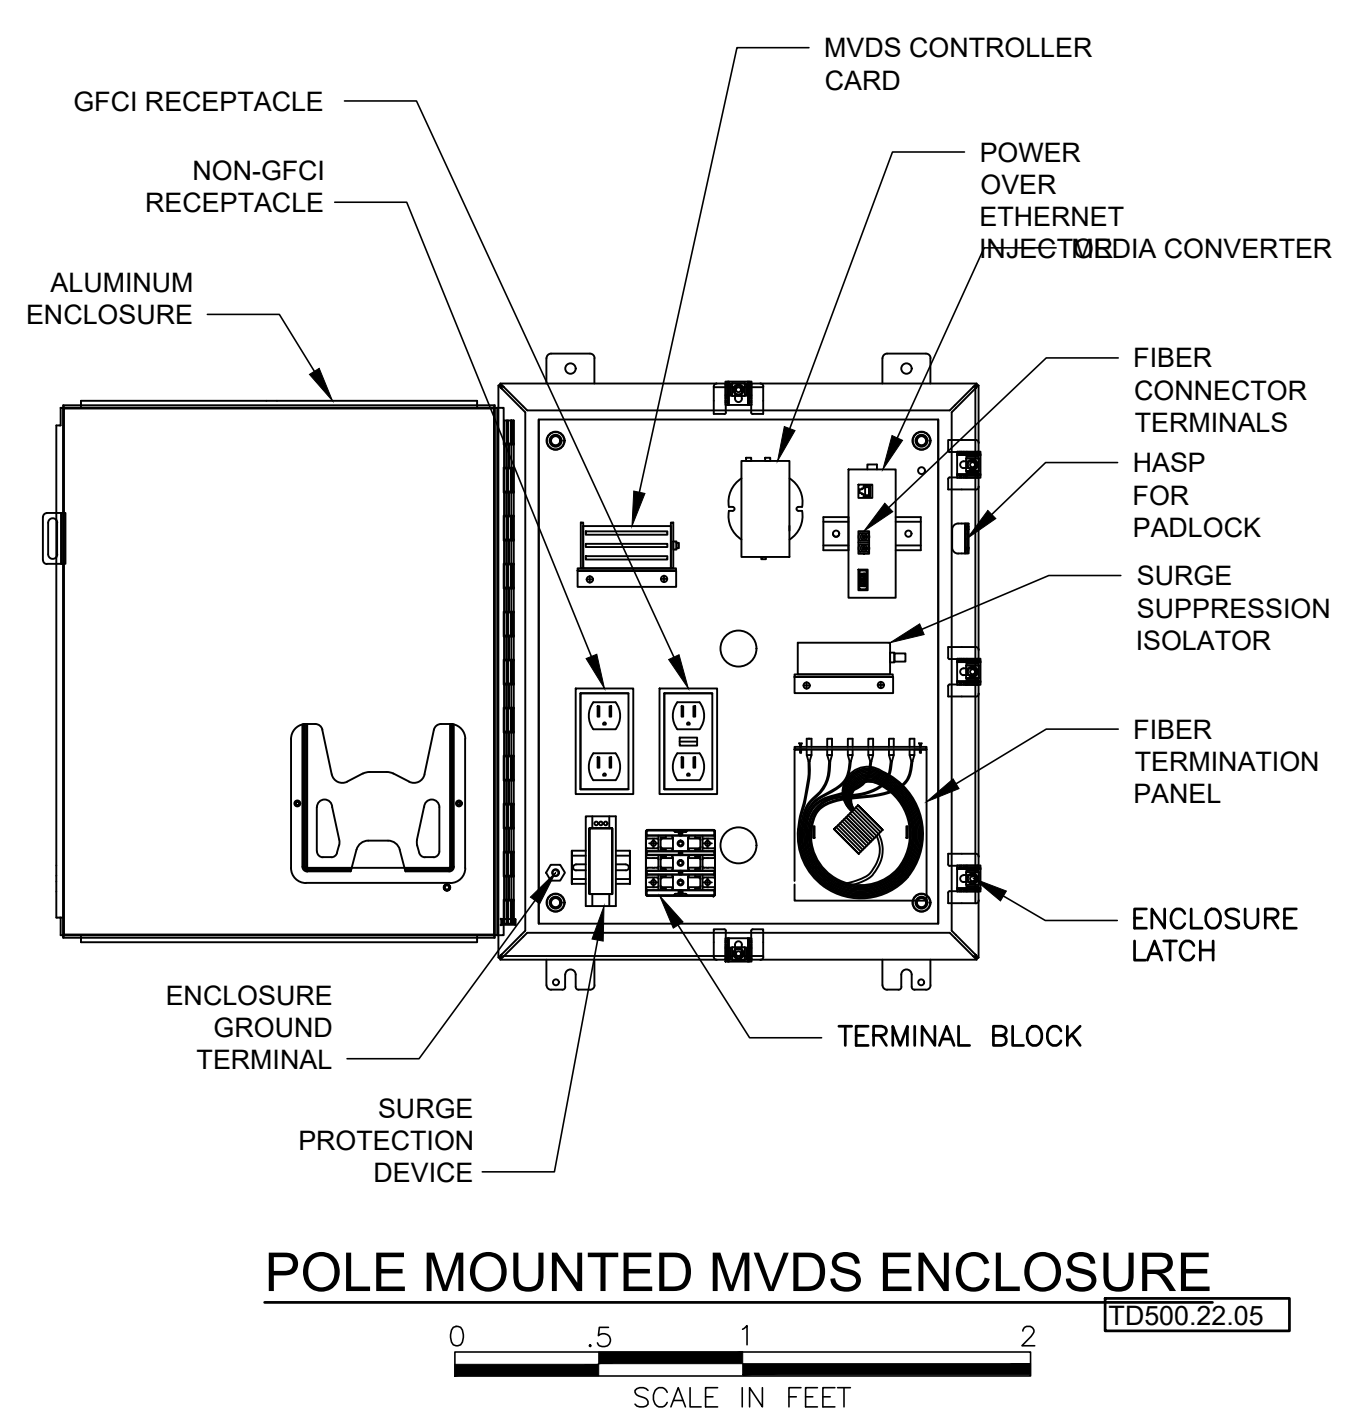 MVDS CONTROLLER
CARD
GFCI RECEPTACLE
POWER
OVER
ETHERNET
INJECTOR
MEDIA CONVERTER
NON-GFCI
RECEPTACLE
ALUMINUM
ENCLOSURE
FIBER
CONNECTOR
TERMINALS
HASP
FOR
PADLOCK
SURGE
SUPPRESSION
ISOLATOR
FIBER
TERMINATION
PANEL
ENCLOSURE
LATCH
ENCLOSURE
GROUND
TERMINAL
TERMINAL BLOCK
SURGE
PROTECTION
DEVICE
POLE MOUNTED MVDS ENCLOSURE
TD500.22.05
0 .5 1 2
SCALE IN FEET